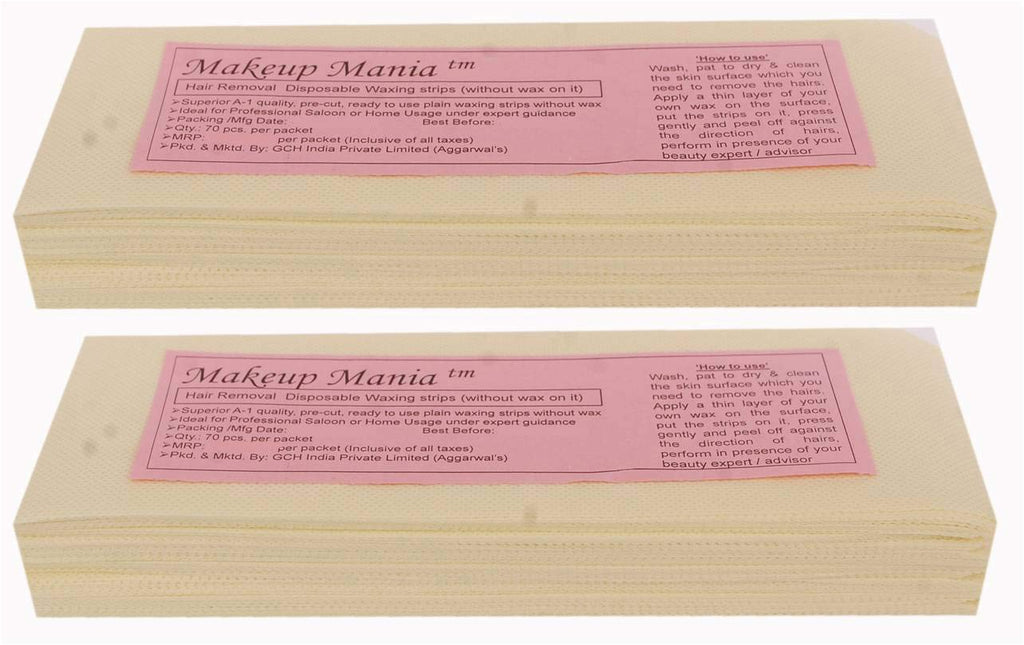 Makeup Mania tm
Hair Removal Disposable Waxing strips (without wax on it)
➢Superior A-1 quality, pre-cut, ready to use plain waxing strips without wax
➢Ideal for Professional Saloon or Home Usage under expert guidance
➢Packing /Mfg Date: Best Before:
➢Qty.: 70 pcs. per packet
➢MRP: per packet (Inclusive of all taxes)
➢Pkd. & Mktd. By: GCH India Private Limited (Aggarwal's)
'How to use'
Wash, pat to dry & clean
the skin surface which you
need to remove the hairs.
Apply a thin layer of your
own wax on the surface,
put the strips on it, press
gently and peel off against
the direction of hairs,
perform in presence of your
beauty expert / advisor
Makeup Mania tm
Hair Removal Disposable Waxing strips (without wax on it)
➢Superior A-1 quality, pre-cut, ready to use plain waxing strips without wax
➢Ideal for Professional Saloon or Home Usage under expert guidance
➢Packing /Mfg Date: Best Before:
➢Qty.: 70 pcs. per packet
➢MRP: per packet (Inclusive of all taxes)
➢Pkd. & Mktd. By: GCH India Private Limited (Aggarwal's)
'How to use'
Wash, pat to dry & clean
the skin surface which you
need to remove the hairs.
Apply a thin layer of your
own wax on the surface,
put the strips on it, press
gently and peel off against
the direction of hairs,
perform in presence of your
beauty expert / advisor